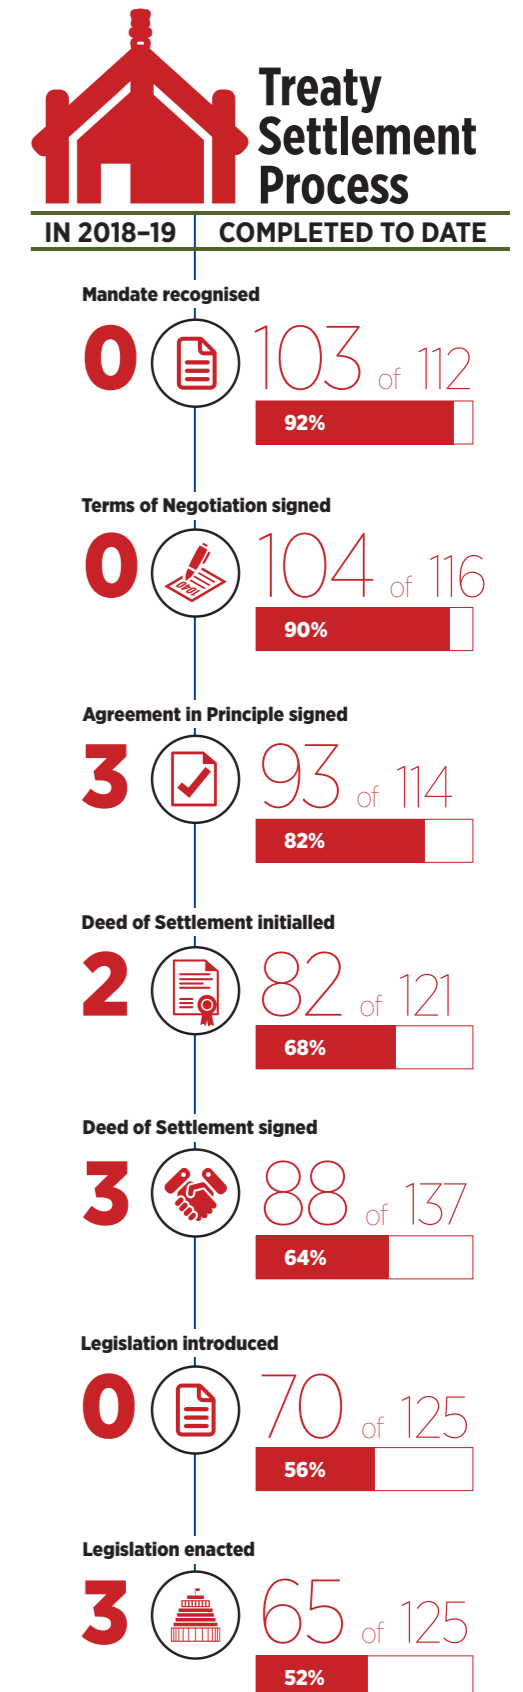 Treaty
Settlement
Process
IN 2018–19 COMPLETED TO DATE
Mandate recognised
0 103 of 112
92%
Terms of Negotiation signed
0 104 of 116
90%
Agreement in Principle signed
3 93 of 114
82%
Deed of Settlement initialled
2 82 of 121
68%
Deed of Settlement signed
3 88 of 137
64%
Legislation introduced
0 70 of 125
56%
Legislation enacted
3 65 of 125
52%